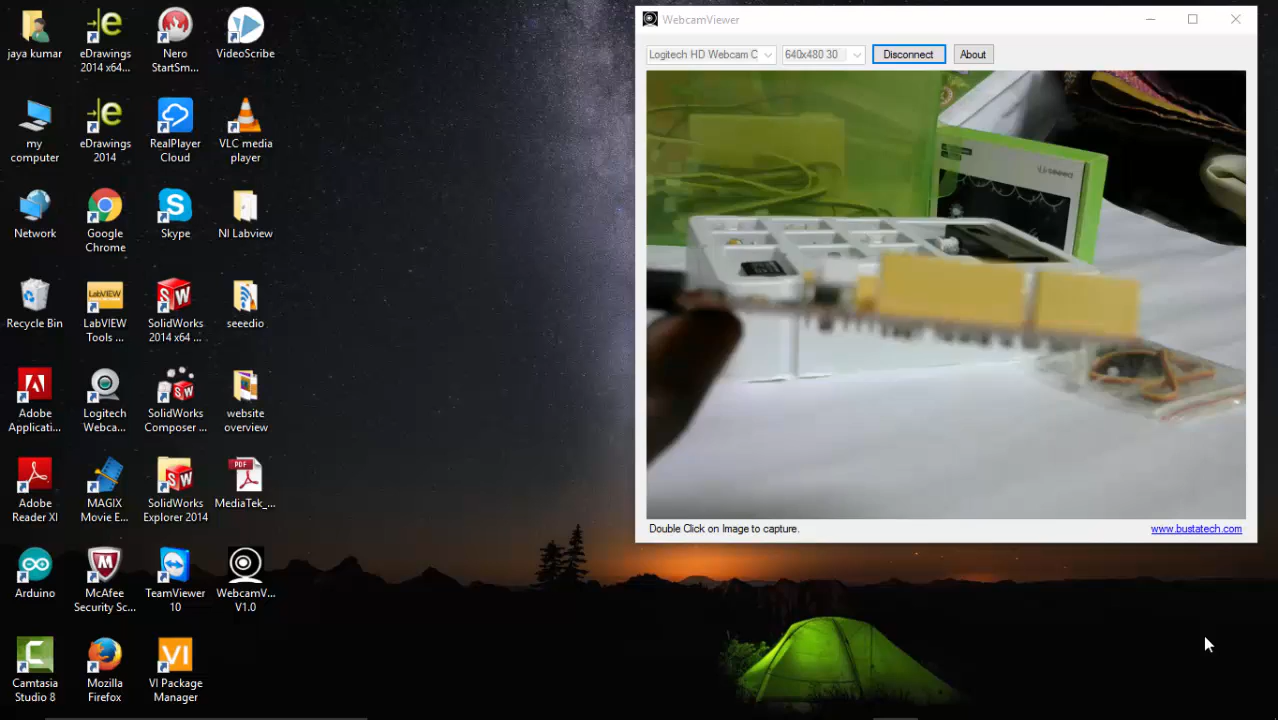 jaya kumar
eDrawings
2014 x64...
Nero
StartSm...
VideoScribe
my
computer
eDrawings
2014
RealPlayer
Cloud
VLC media
player
Network
Google
Chrome
Skype
NI Labview
Recycle Bin
LabVIEW
LabVIEW
Tools ...
SolidWorks
2014 x64 ...
seeedio
Adobe
Applicati...
Logitech
Webca...
SolidWorks
Composer ...
website
overview
Adobe
Reader XI
MAGIX
Movie E...
SolidWorks
Explorer 2014
PDF
MediaTek_...
Arduino
McAfee
Security Sc...
TeamViewer
10
WebcamV...
V1.0
Camtasia
Studio 8
Mozilla
Firefox
VI
VI Package
Manager
WebcamViewer
Logitech HD Webcam C
640x480 30
Disconnect
About
seeed
Double Click on Image to capture.
www.bustatech.com